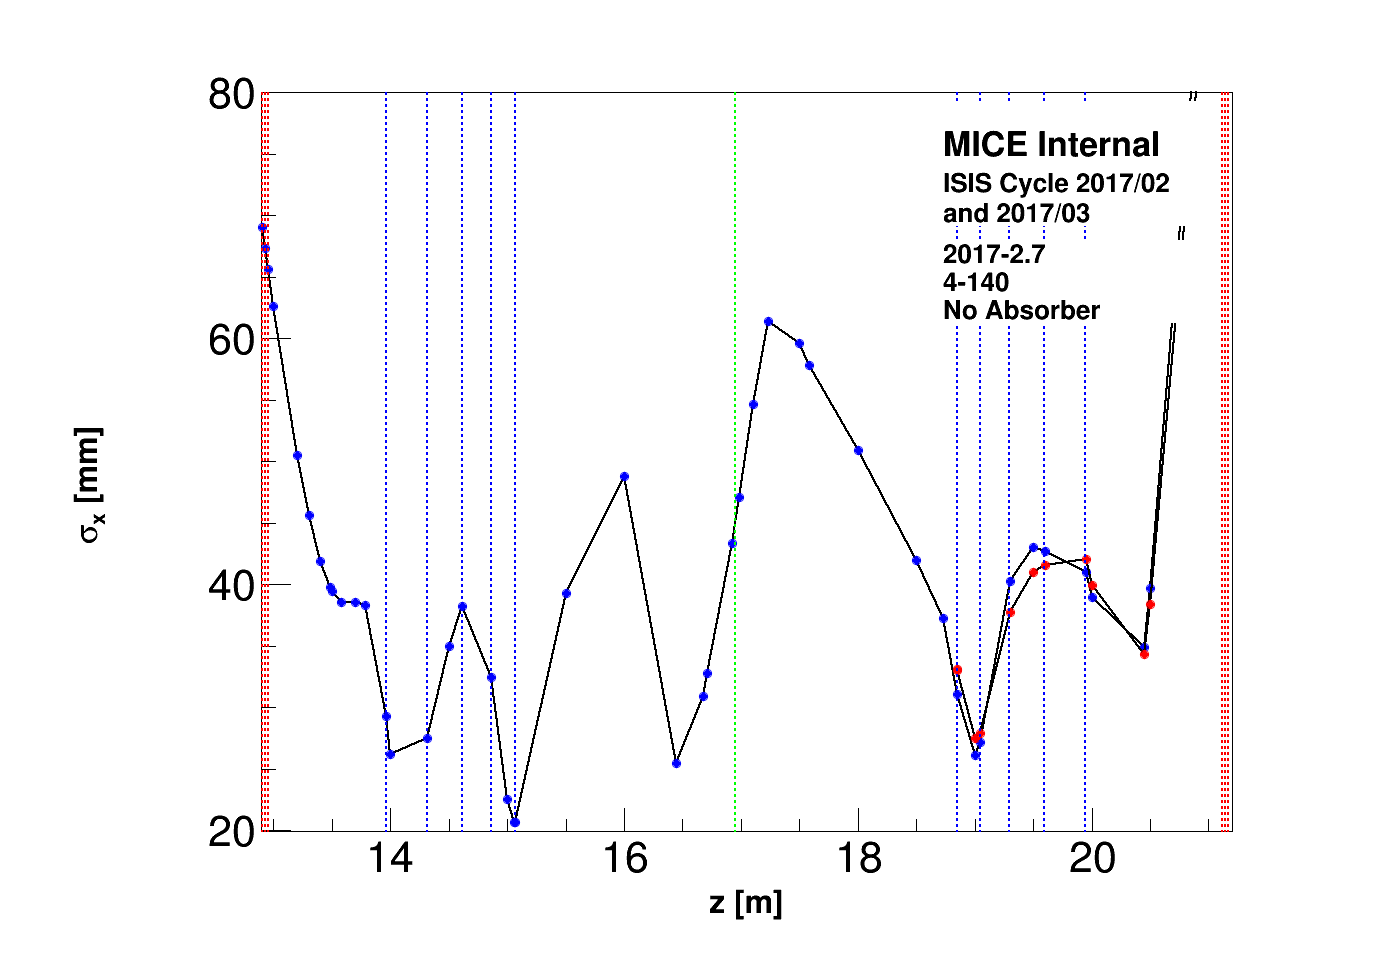 80
60
40
20
σx [mm]
MICE Internal
ISIS Cycle 2017/02
and 2017/03
2017-2.7
4-140
No Absorber
14 16 18 20
z [m]